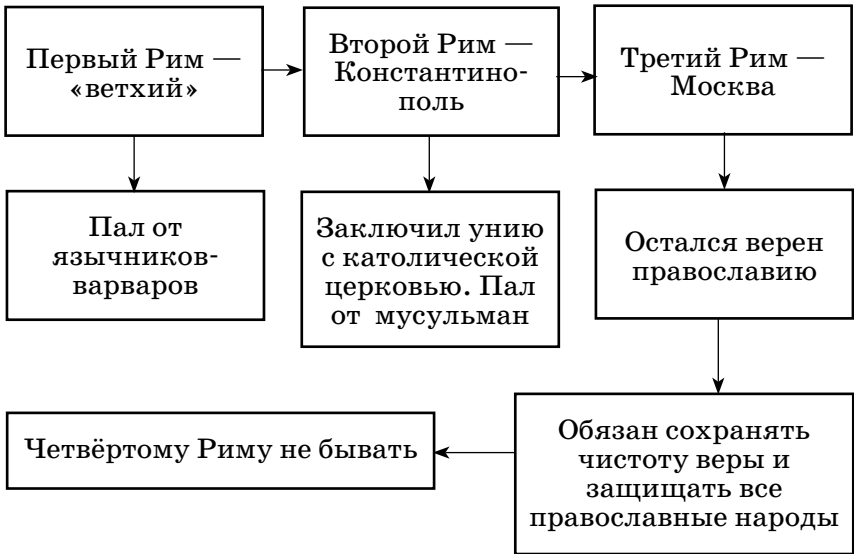 Первый Рим —
«ветхий»
Второй Рим —
Константино-
поль
Третий Рим —
Москва
Пал от
язычников-
варваров
Заключил унию
с католической
церковью. Пал
от мусульман
Остался верен
православию
Обязан сохранять
чистоту веры и
защищать все
православные народы
Четвёртому Риму не бывать